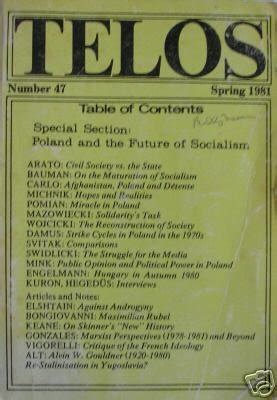 TELOS
Number 47 Spring 1981
Table of Contents
Special Section:
Poland and the Future of Socialism
ARATO: Civil Society vs. the State
BAUMAN: On the Maturation of Socialism
CARLO: Afghanistan, Poland and Détente
MICHNIK: Hopes and Realities
POMIAN: Miracle in Poland
MAZOWIECKI: Solidarity's Task
WOJCICKI: The Reconstruction of Society
DAMUS: Strike Cycles in Poland in the 1970s
SVITAK: Comparisons
SWIDLICKI: The Struggle for the Media
MINK: Public Opinion and Political Power in Poland
ENGELMANN: Hungary in Autumn 1980
KURON, HEGEDÜS: Interviews
Articles and Notes:
ELSHTAIN: Against Androgyny
BONGIOVANNI: Maximilian Rubel
KEANE: On Skinner's "New" History
GONZALES: Marxist Perspectives (1978-1981) and Beyond
VIGORELLI: Critique of the French Ideology
ALT: Alvin W. Gouldner (1920-1980)
Re-Stalinization in Yugoslavia?